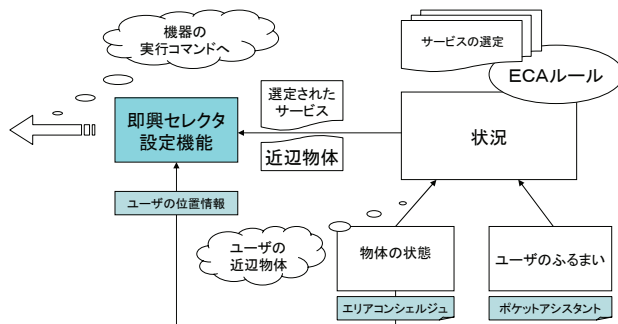 機器の
実行コマンドへ
サービスの選定
ECAルール
選定された
サービス
即興セレクタ
設定機能
近辺物体
状況
ユーザの位置情報
ユーザの
近辺物体
物体の状態
ユーザのふるまい
エリアコンシェルジュ
ポケットアシスタント